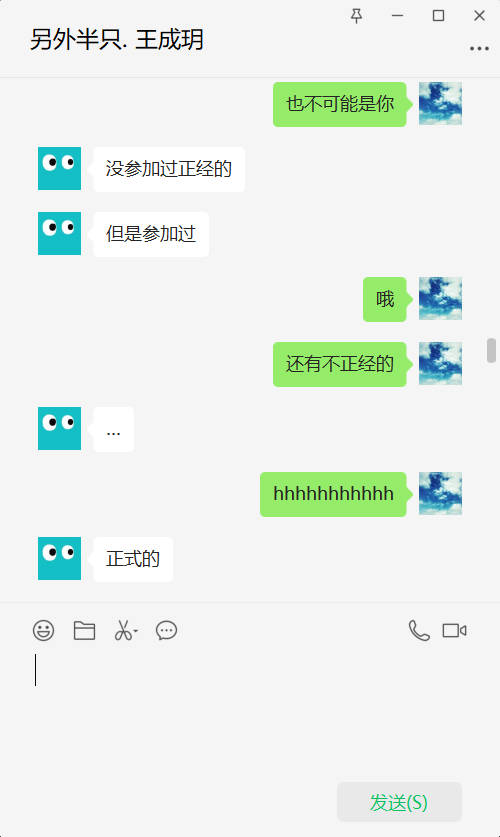 另外半只. 王成玥
也不可能是你
没参加过正经的
但是参加过
哦
还有不正经的
...
hhhhhhhhhhh
正式的
发送(S)